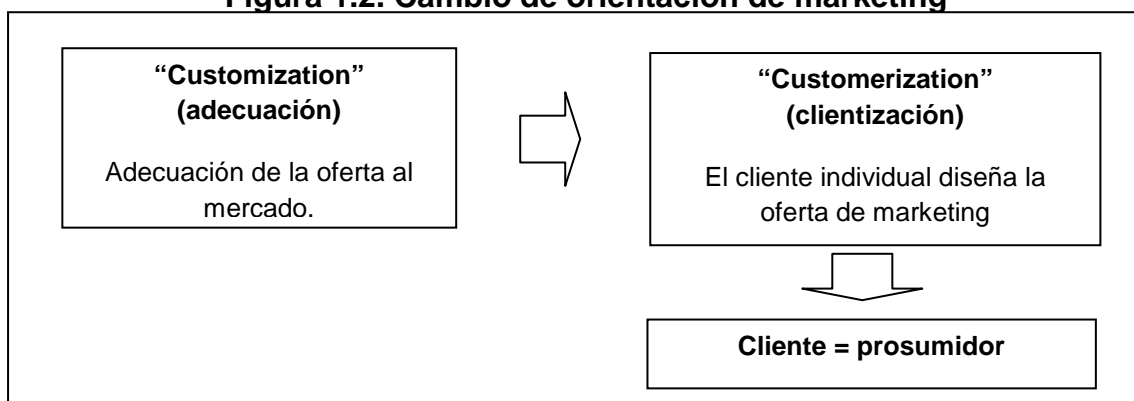 Figura 1.2. Cambio de orientación de marketing
“Customization”
(adecuación)
Adecuación de la oferta al
mercado.
“Customerization”
(clientización)
El cliente individual diseña la
oferta de marketing
Cliente = prosumidor